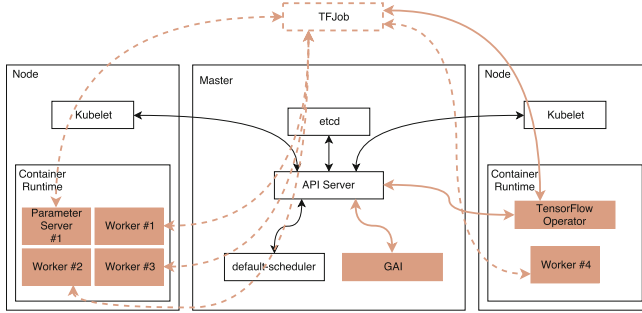 TFJob
Node
Master
Node
Kubelet
etcd
Kubelet
Container
Runtime
API Server
Container
Runtime
Parameter
Server
#1
Worker #1
TensorFlow
Operator
Worker #2
Worker #3
default-scheduler
GAI
Worker #4